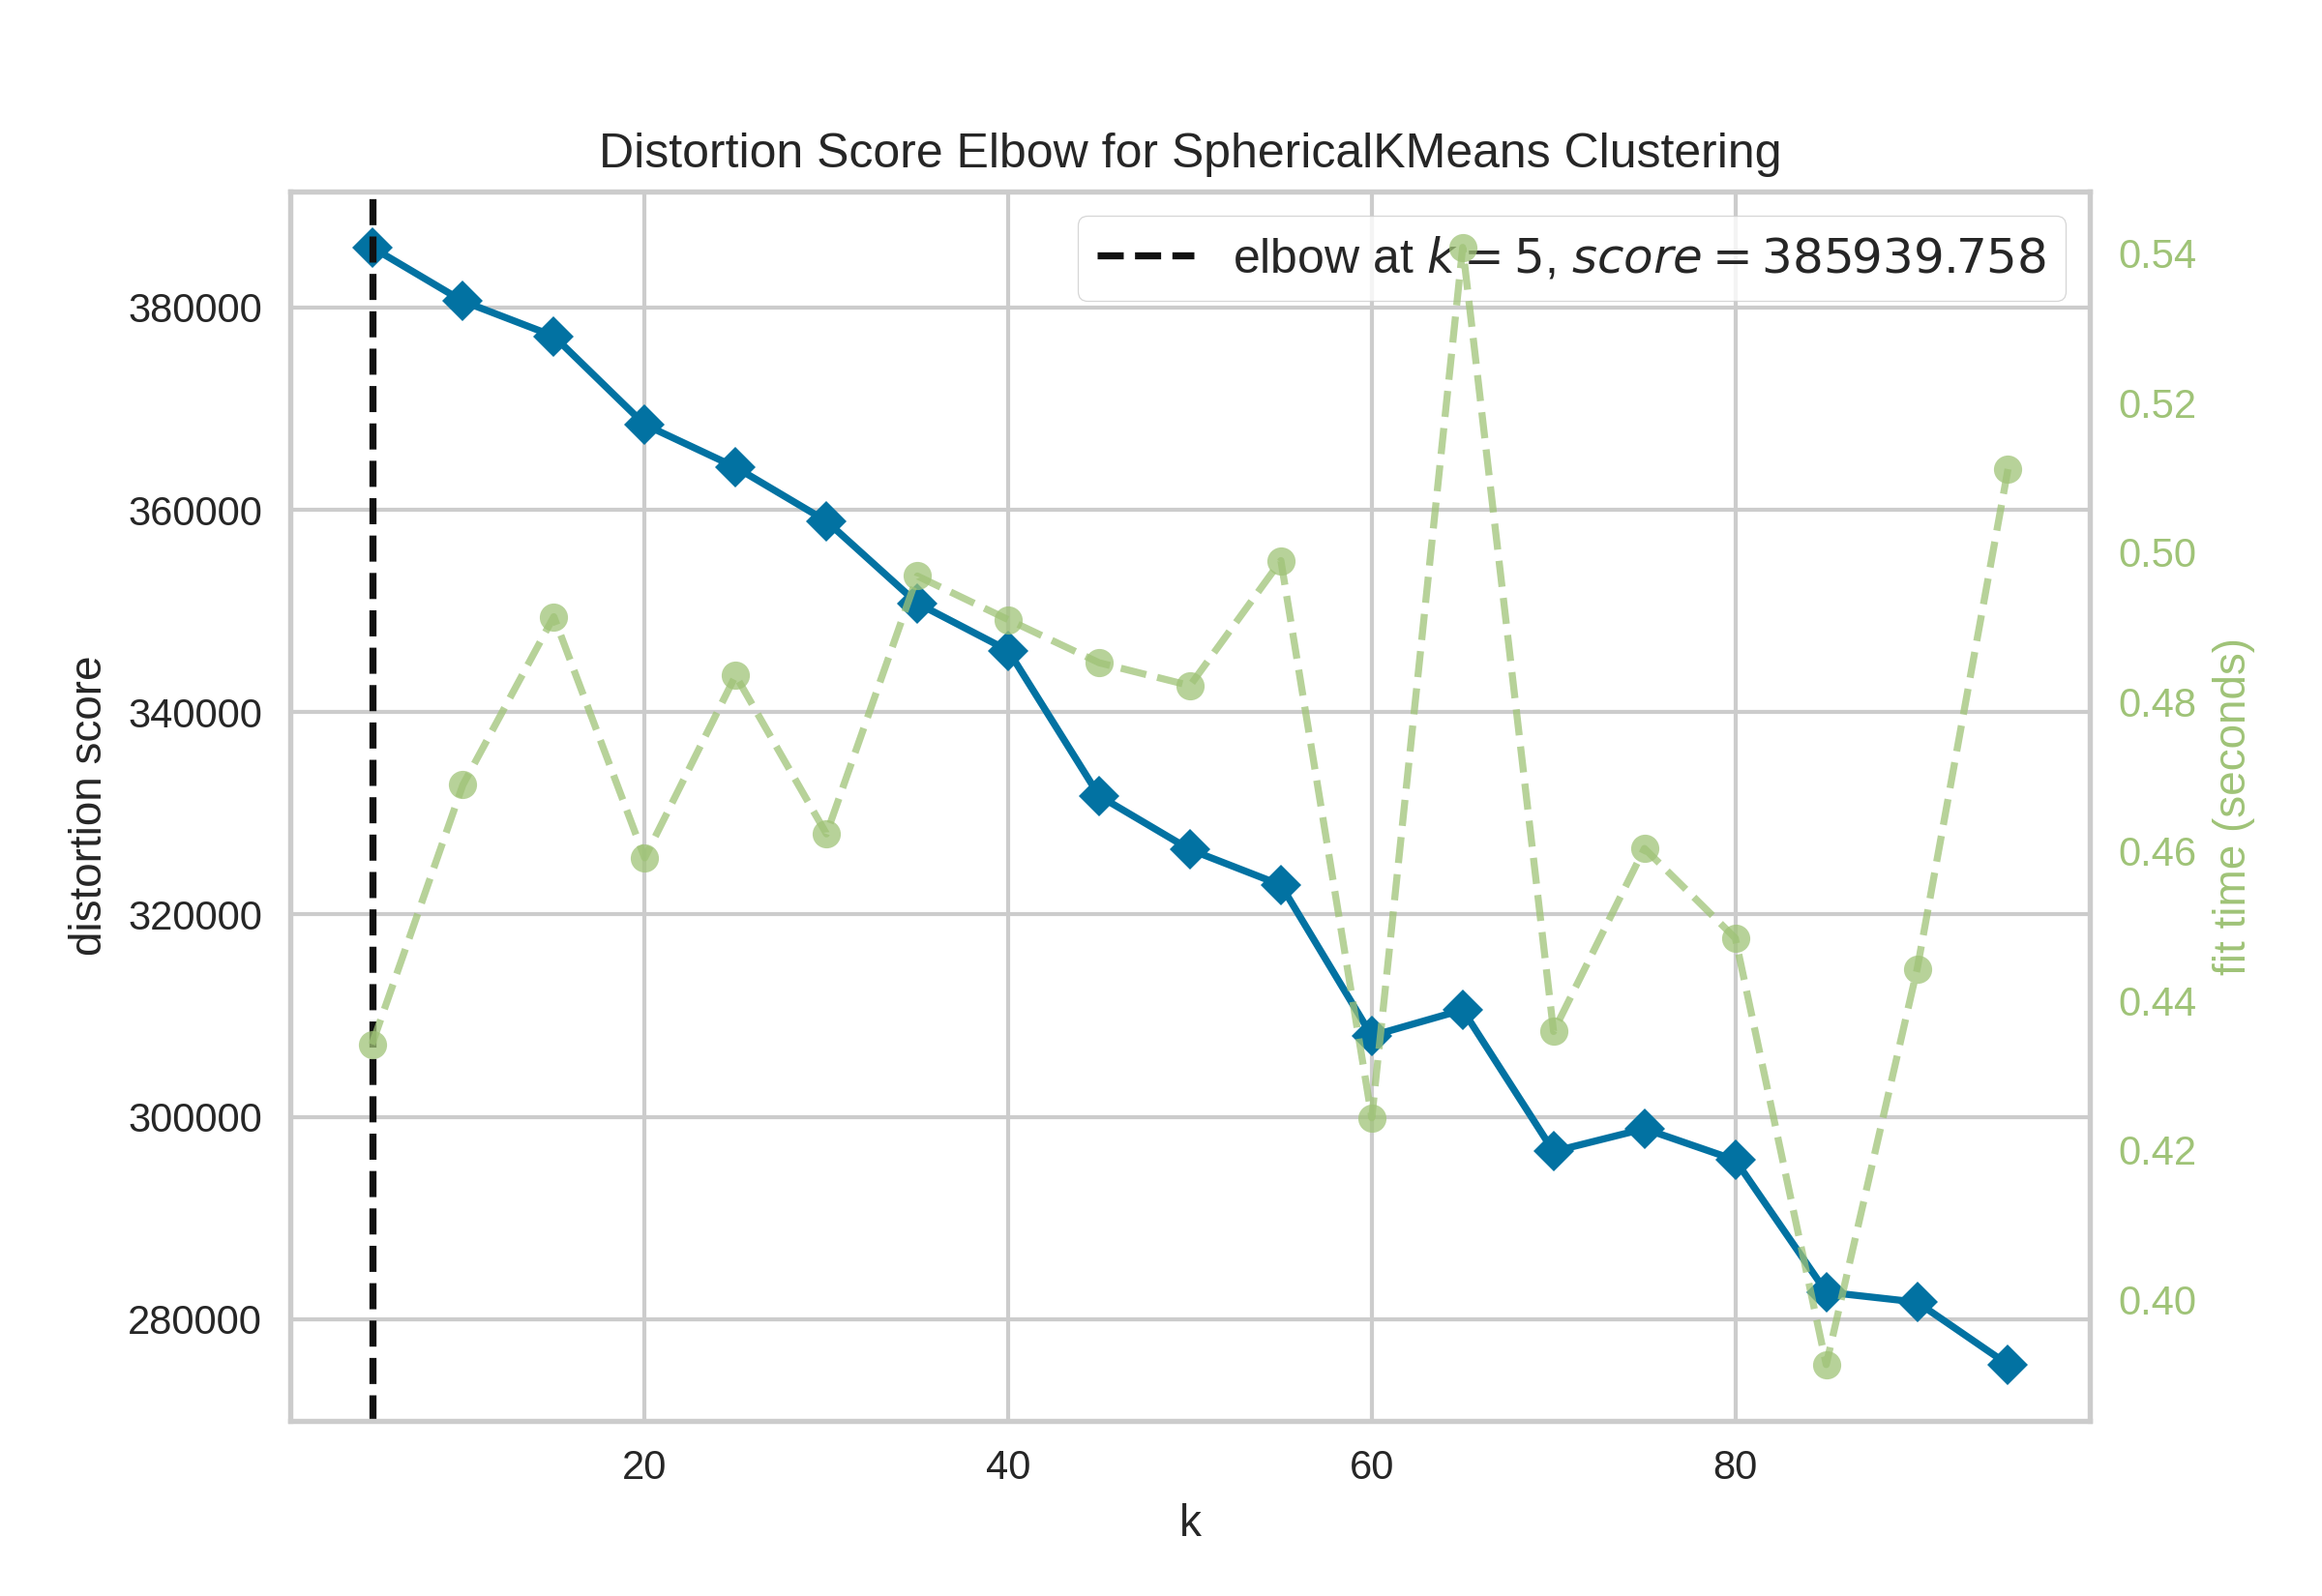 Distortion Score Elbow for SphericalKMeans Clustering
elbow at k = 5, score = 385939.758
distortion score
380000
360000
340000
320000
300000
280000
20 40 60 80
k
0.54
0.52
0.50
0.48
0.46
0.44
0.42
0.40
fit time (seconds)